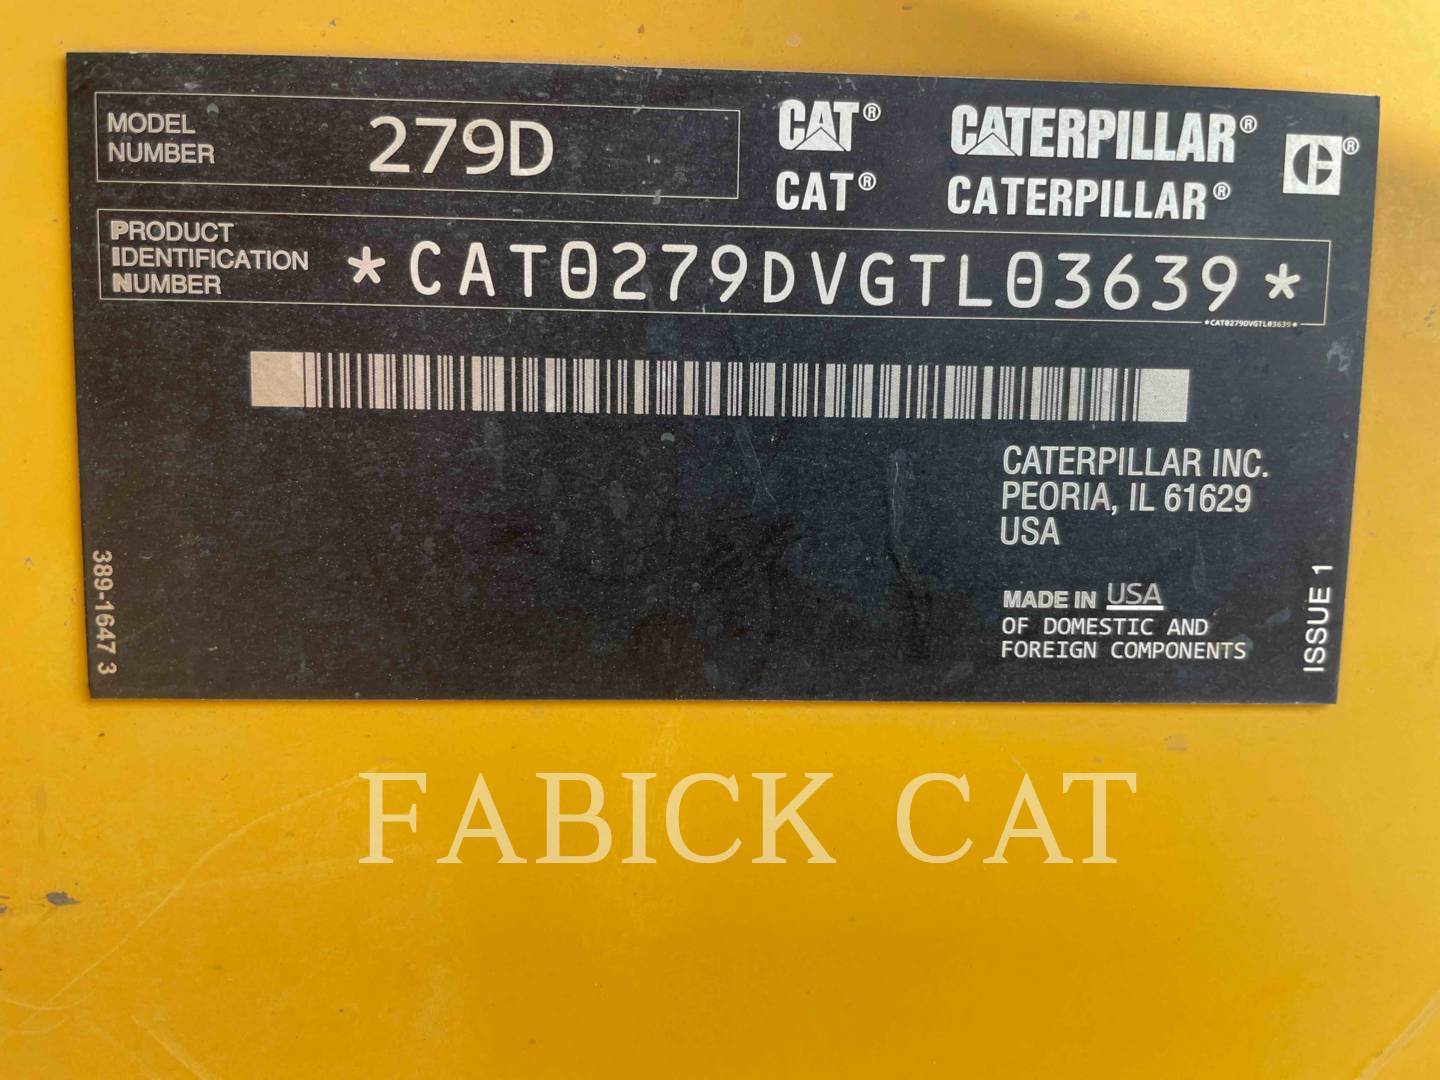 MODEL
NUMBER
279D
CAT® CATERPILLAR®
CAT® CATERPILLAR®
PRODUCT
IDENTIFICATION
NUMBER
*CAT0279DVGTL03639*
*CAT0279DVGTL03639*
CATERPILLAR INC.
PEORIA, IL 61629
USA
MADE IN USA
OF DOMESTIC AND
FOREIGN COMPONENTS
389-1647 3
ISSUE 1
FABICK CAT